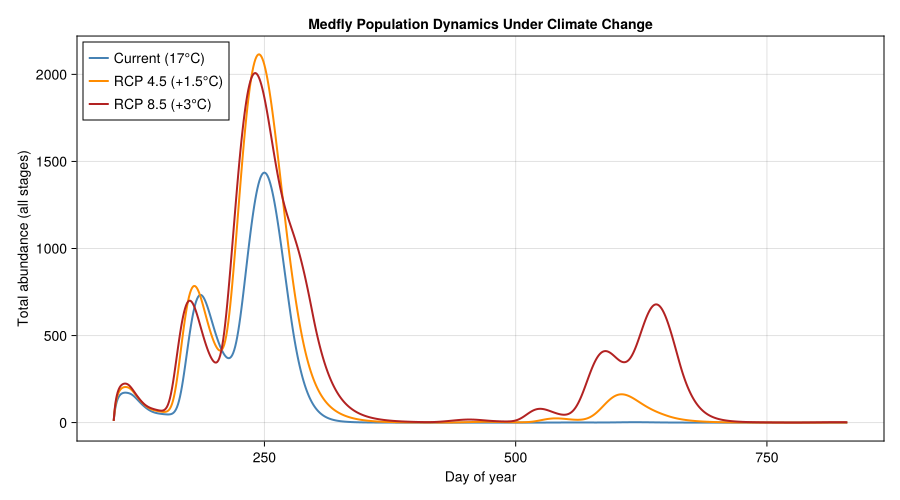 Medfly Population Dynamics Under Climate Change
Current (17°C)
RCP 4.5 (+1.5°C)
RCP 8.5 (+3°C)
Total abundance (all stages)
2000
1500
1000
500
0
250
500
750
Day of year